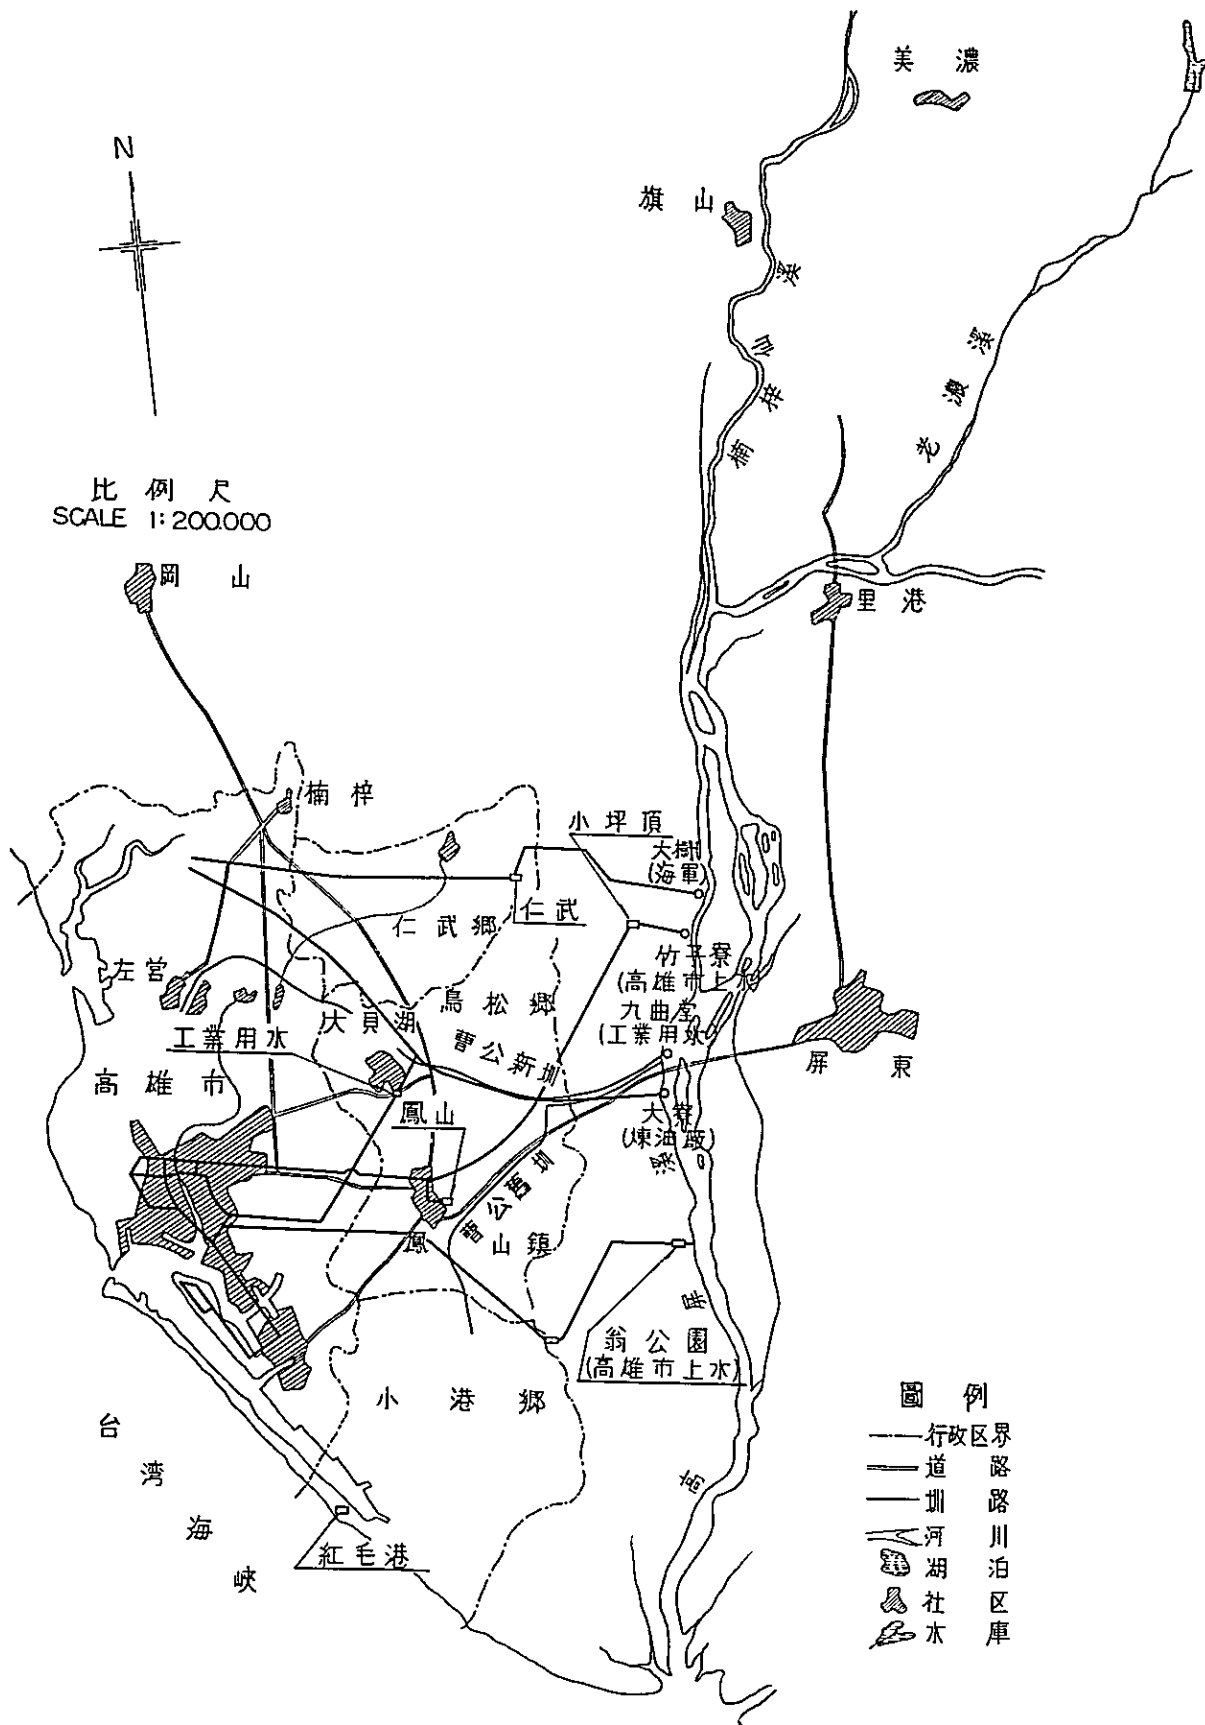 美濃
N
旗山
楠梓仙溪
老濃溪
比例尺
SCALE 1:200.000
岡山
里港
楠梓
小坪頂
大樹
(海軍)
仁武
仁武郷
竹子寮
(高雄市上水
左営
大貝湖
鳥松郷
九曲堂
(工業用水
工業用水
曹公新圳
高雄市
屏東
鳳山
大寮
(煉油廠)
曹公舊圳
鳳山鎮
高屏溪
翁公園
(高雄市上水)
小港郷
台湾海峡
紅毛港
圖例
行政区界
道路
圳路
河川
湖泊
社区
水庫